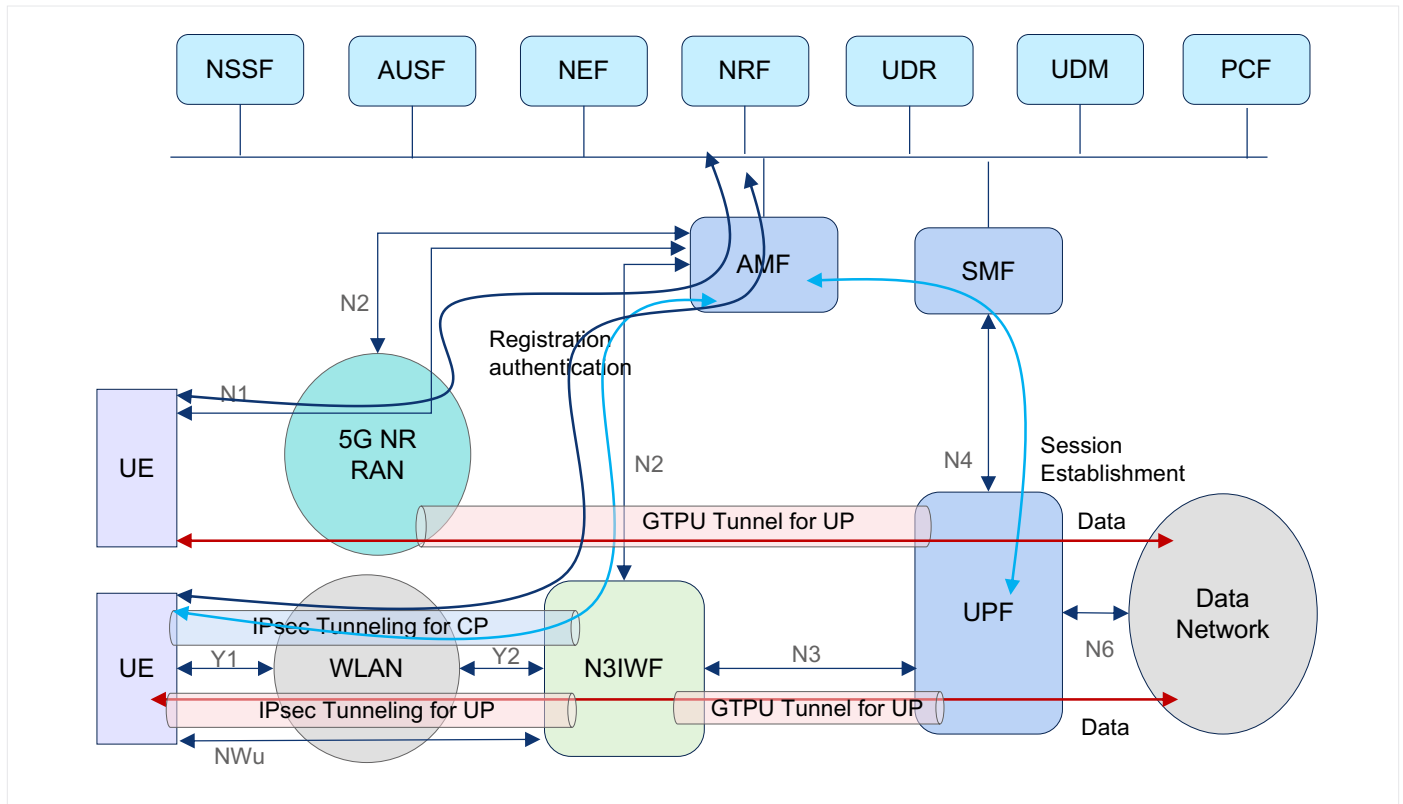 NSSF
AUSF
NEF
NRF
UDR
UDM
PCF
AMF
SMF
N2
Registration
authentication
N1
5G NR
RAN
UE
N2
N4
Session
Establishment
GTPU Tunnel for UP
Data
IPsec Tunneling for CP
UPF
Data
Network
UE
Y1
WLAN
Y2
N3IWF
N3
N6
IPsec Tunneling for UP
GTPU Tunnel for UP
Data
NWu